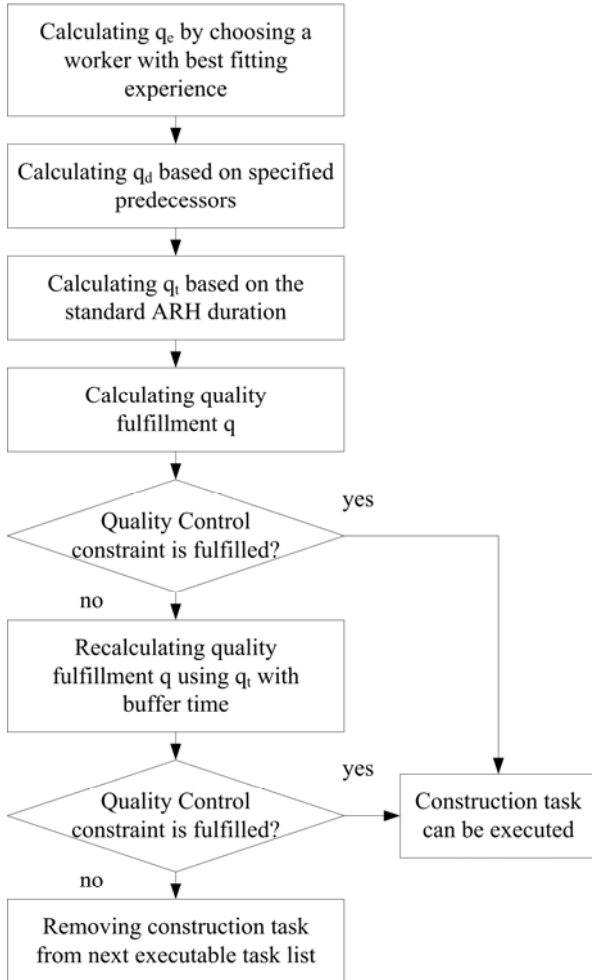 Calculating qe by choosing a
worker with best fitting
experience
Calculating qd based on specified
predecessors
Calculating qt based on the
standard ARH duration
Calculating quality
fulfillment q
Quality Control
constraint is fulfilled?
yes
no
Recalculating quality
fulfillment q using qt with
buffer time
Quality Control
constraint is fulfilled?
yes
Construction task
can be executed
no
Removing construction task
from next executable task list